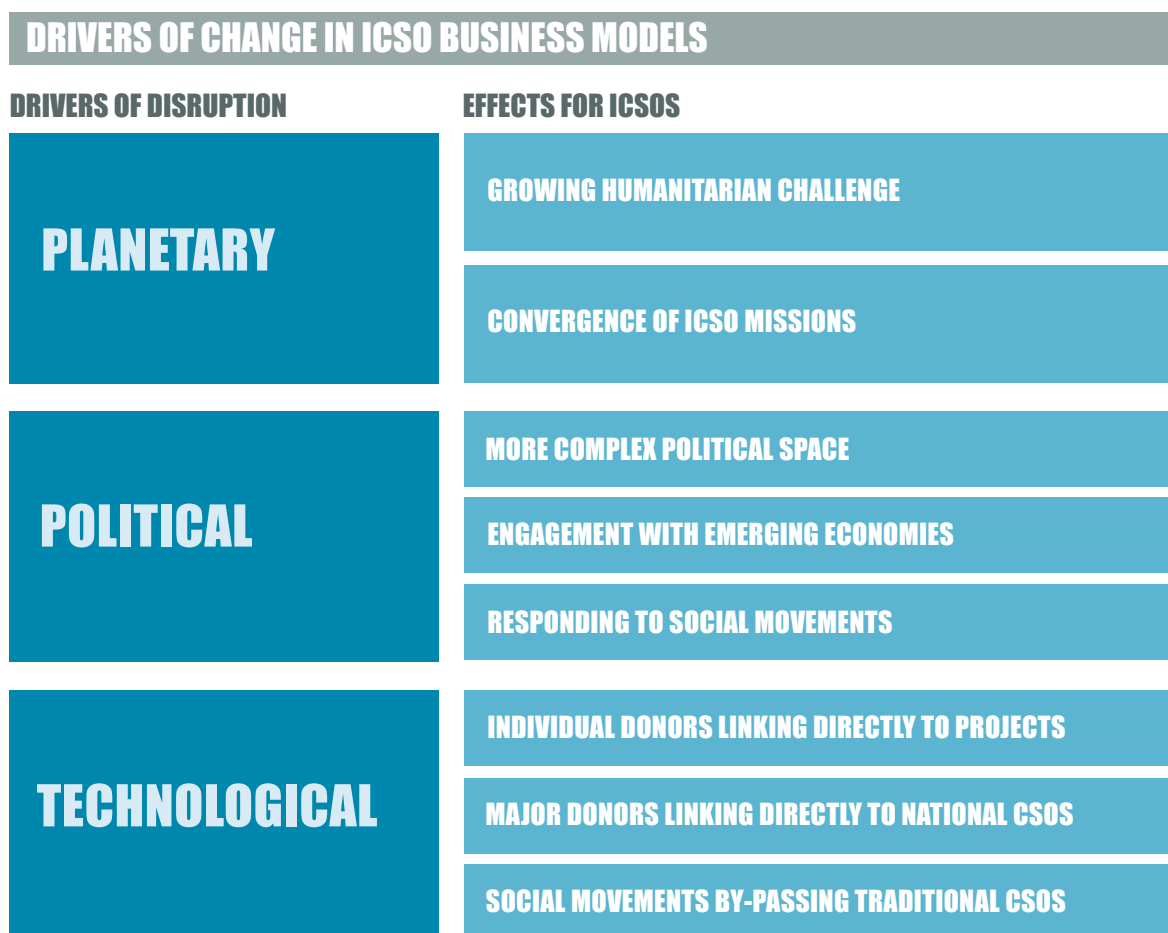 DRIVERS OF CHANGE IN ICSO BUSINESS MODELS
DRIVERS OF DISRUPTION
EFFECTS FOR ICSOS
PLANETARY
GROWING HUMANITARIAN CHALLENGE
CONVERGENCE OF ICSO MISSIONS
POLITICAL
MORE COMPLEX POLITICAL SPACE
ENGAGEMENT WITH EMERGING ECONOMIES
RESPONDING TO SOCIAL MOVEMENTS
TECHNOLOGICAL
INDIVIDUAL DONORS LINKING DIRECTLY TO PROJECTS
MAJOR DONORS LINKING DIRECTLY TO NATIONAL CSOS
SOCIAL MOVEMENTS BY-PASSING TRADITIONAL CSOS